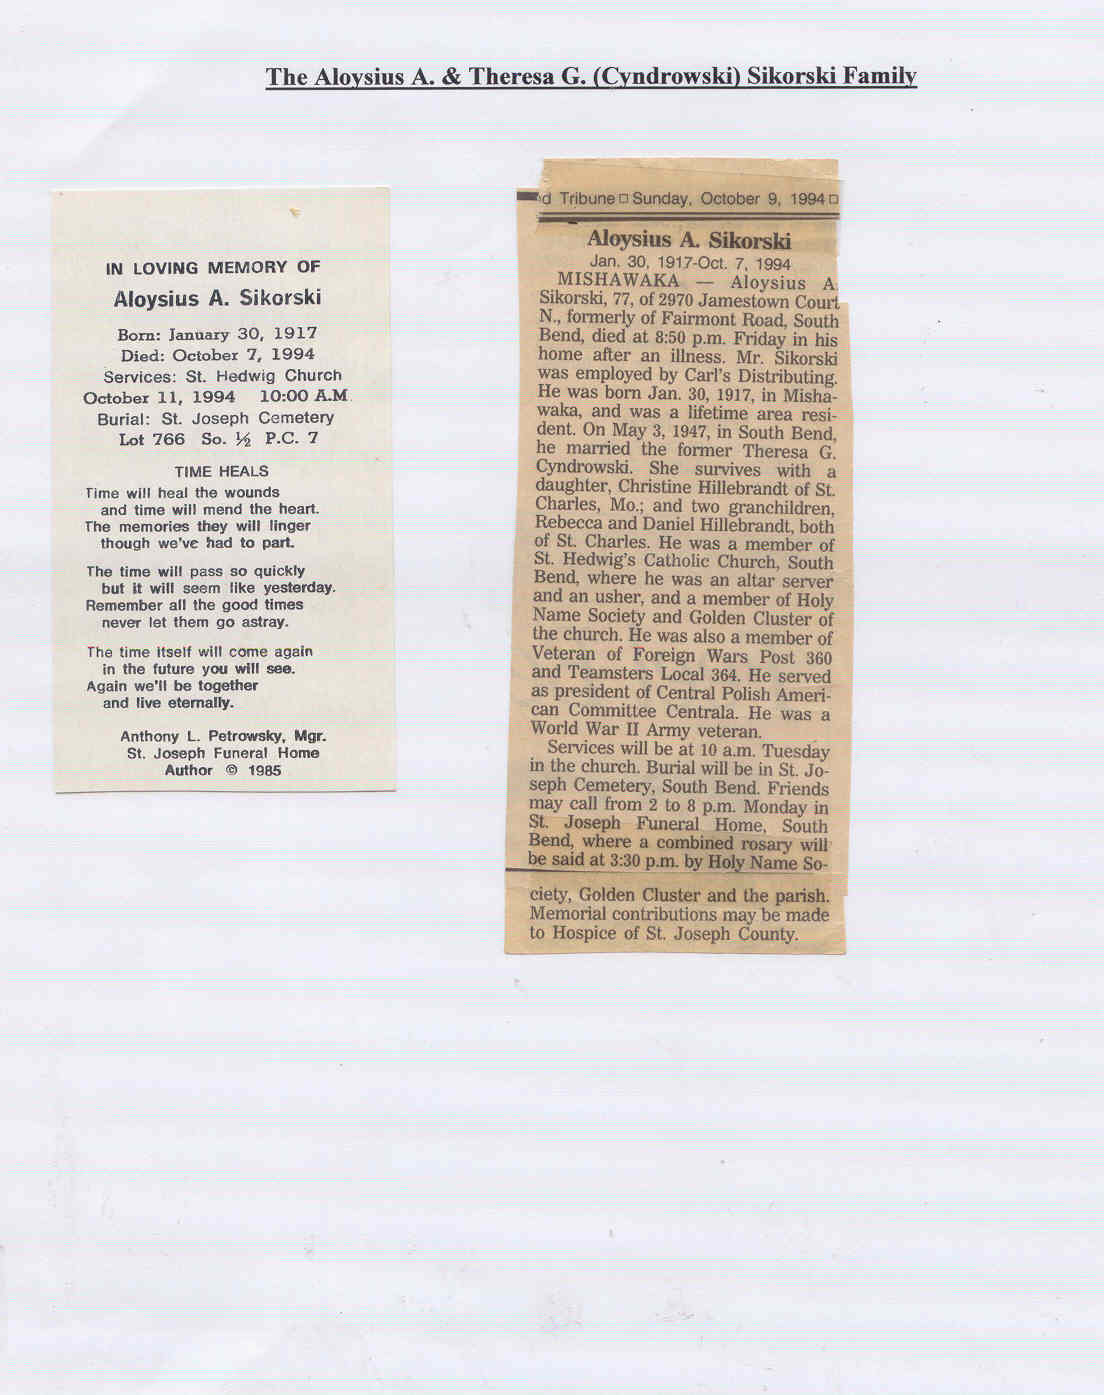 The Aloysius A. & Theresa G. (Cyndrowski) Sikorski Family
IN LOVING MEMORY OF
Aloysius A. Sikorski
Born: January 30, 1917
Died: October 7, 1994
Services: St. Hedwig Church
October 11, 1994 10:00 A.M.
Burial: St. Joseph Cemetery
Lot 766 So. ½ P.C. 7
TIME HEALS
Time will heal the wounds
and time will mend the heart.
The memories they will linger
though we've had to part.
The time will pass so quickly
but it will seem like yesterday.
Remember all the good times
never let them go astray.
The time itself will come again
in the future you will see.
Again we'll be together
and live eternally.
Anthony L. Petrowsky, Mgr.
St. Joseph Funeral Home
Author © 1985
d Tribune □ Sunday, October 9, 1994 □
Aloysius A. Sikorski
Jan. 30, 1917-Oct. 7, 1994
MISHAWAKA — Aloysius A.
Sikorski, 77, of 2970 Jamestown Court
N., formerly of Fairmont Road, South
Bend, died at 8:50 p.m. Friday in his
home after an illness. Mr. Sikorski
was employed by Carl's Distributing.
He was born Jan. 30, 1917, in Misha-
waka, and was a lifetime area resi-
dent. On May 3, 1947, in South Bend,
he married the former Theresa G.
Cyndrowski. She survives with a
daughter, Christine Hillebrandt of St.
Charles, Mo.; and two granchildren,
Rebecca and Daniel Hillebrandt, both
of St. Charles. He was a member of
St. Hedwig's Catholic Church, South
Bend, where he was an altar server
and an usher, and a member of Holy
Name Society and Golden Cluster of
the church. He was also a member of
Veteran of Foreign Wars Post 360
and Teamsters Local 364. He served
as president of Central Polish Ameri-
can Committee Centrala. He was a
World War II Army veteran.
Services will be at 10 a.m. Tuesday
in the church. Burial will be in St. Jo-
seph Cemetery, South Bend. Friends
may call from 2 to 8 p.m. Monday in
St. Joseph Funeral Home, South
Bend, where a combined rosary will
be said at 3:30 p.m. by Holy Name So-
ciety, Golden Cluster and the parish.
Memorial contributions may be made
to Hospice of St. Joseph County.